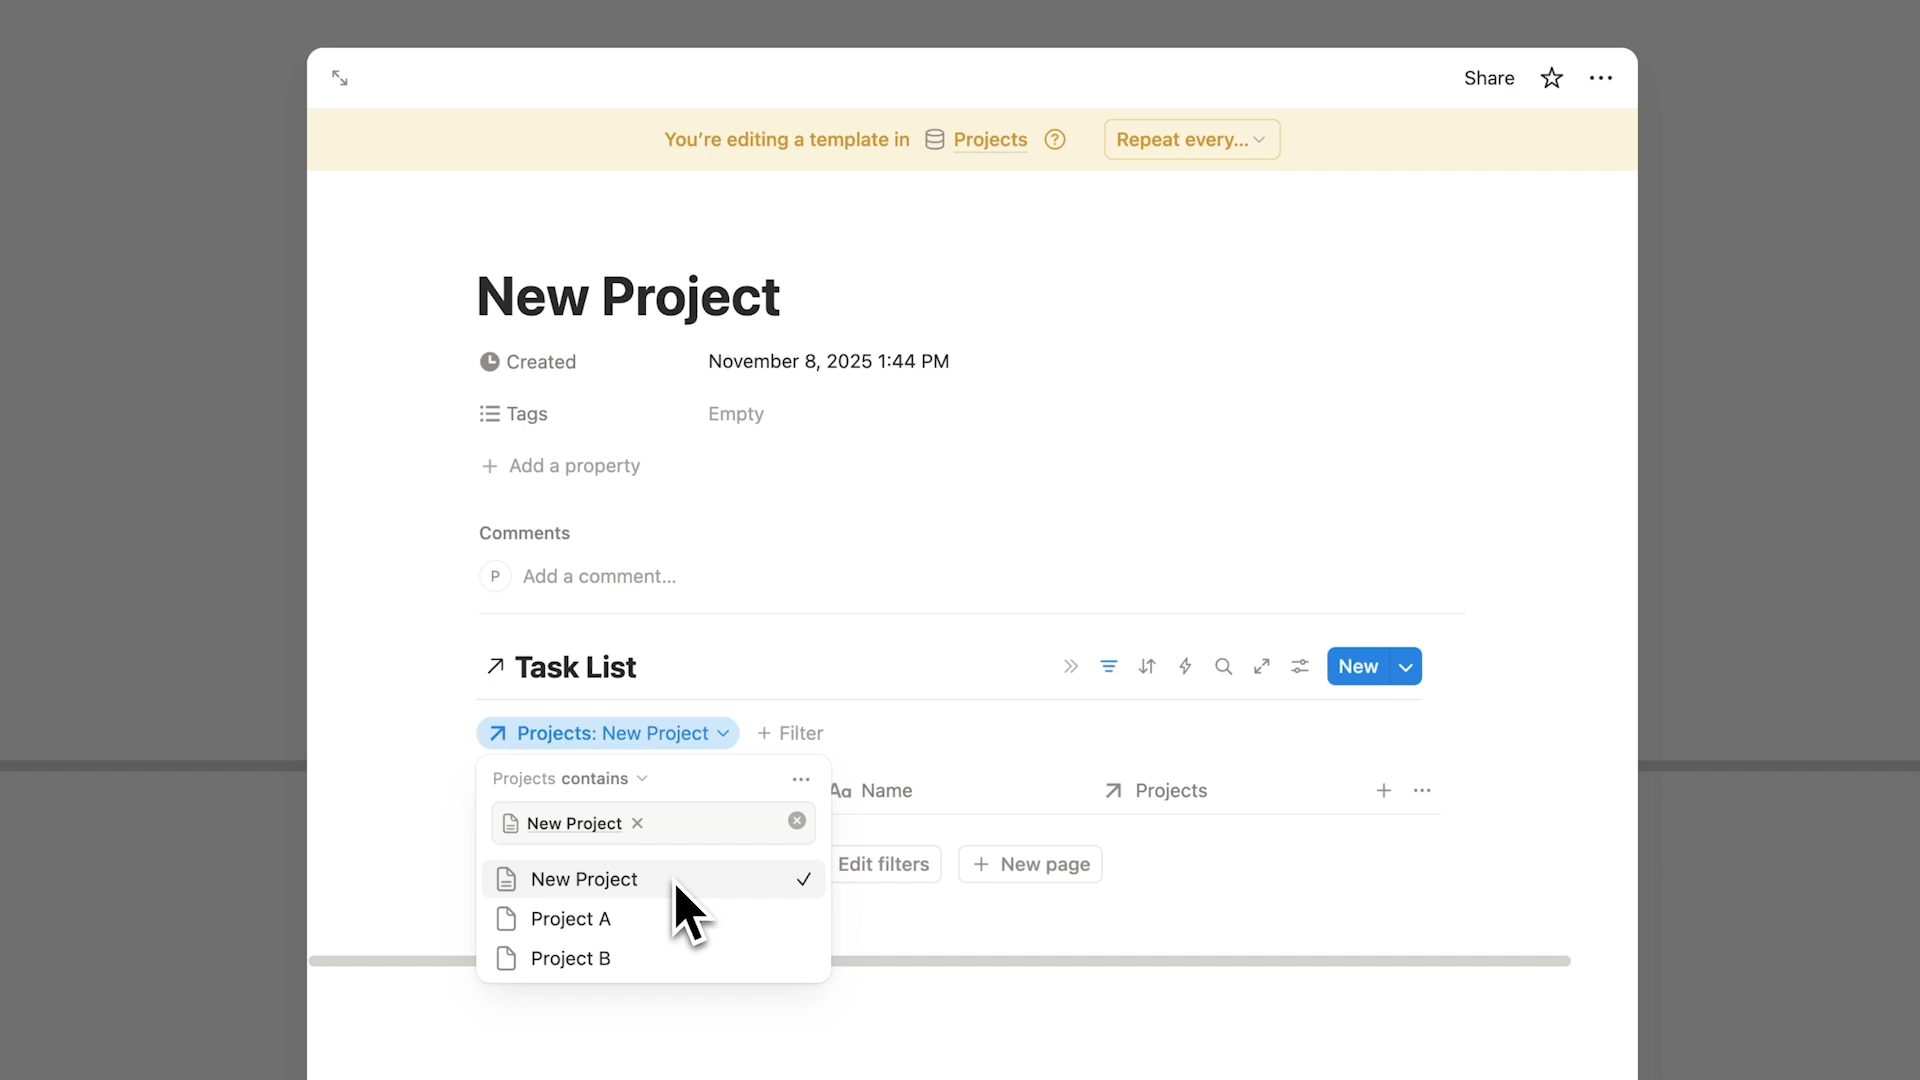 Share
You're editing a template in Projects
Repeat every...
New Project
Created November 8, 2025 1:44 PM
Tags Empty
+ Add a property
Comments
P Add a comment...
Task List
New
Projects: New Project
+ Filter
Projects contains
Aa Name
Projects
New Project
Edit filters
+ New page
New Project
Project A
Project B